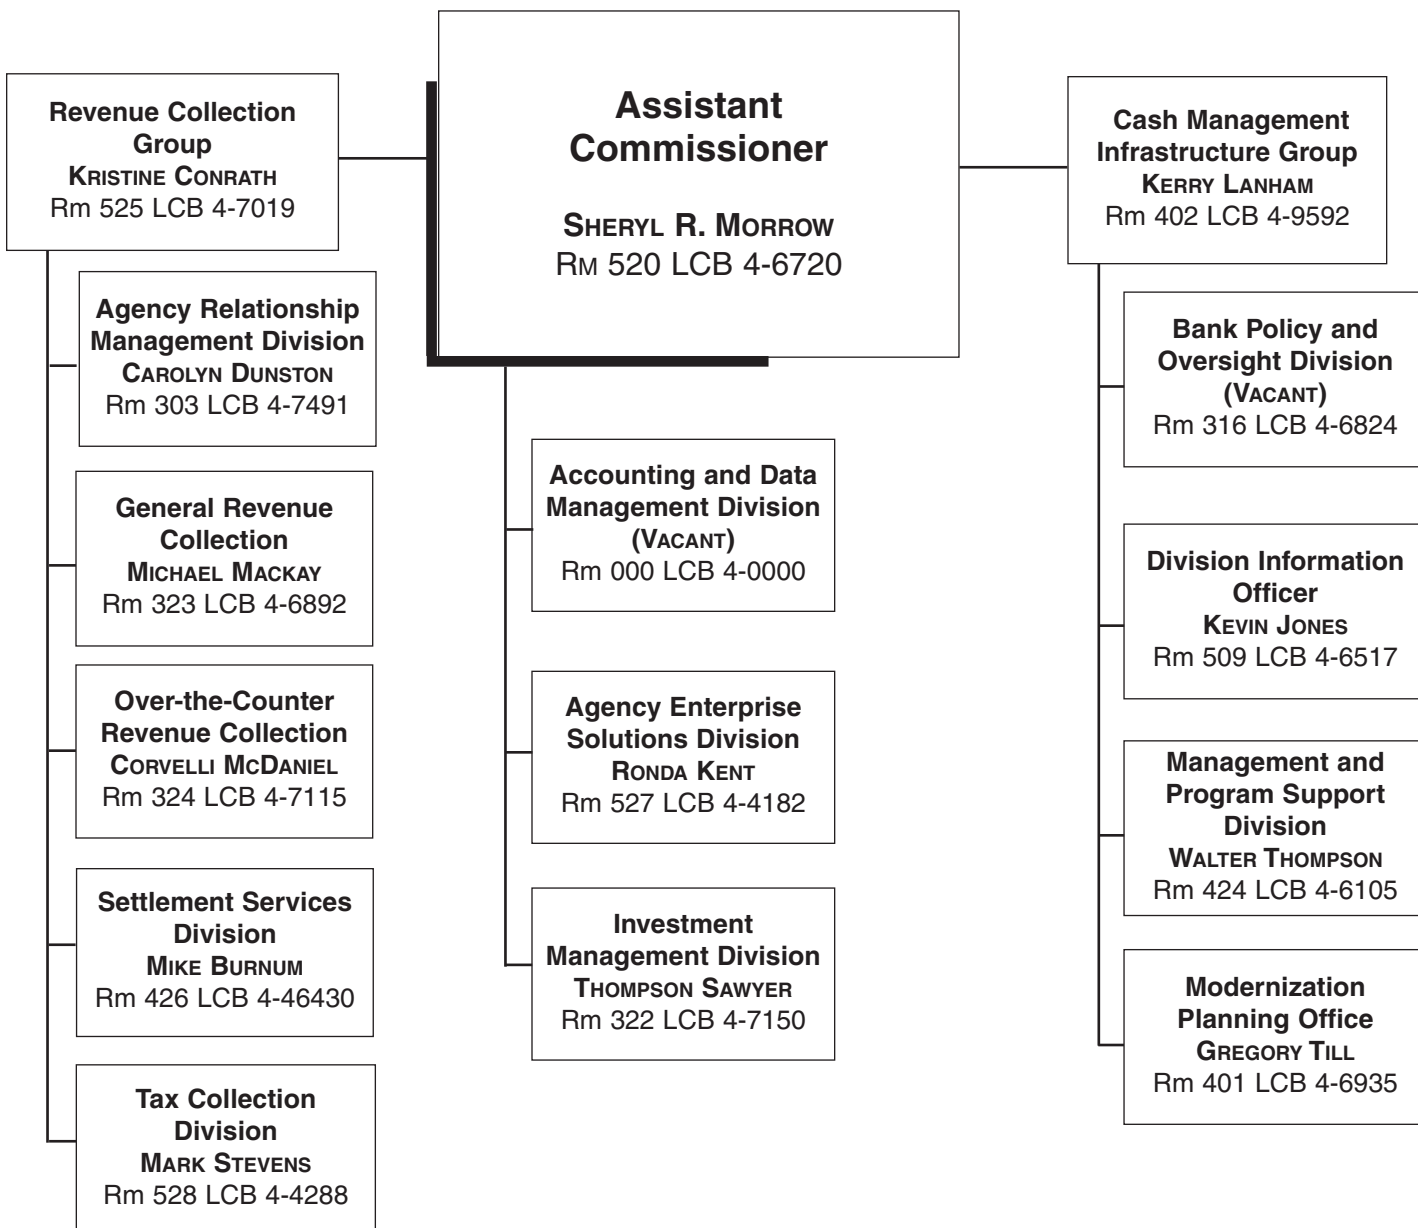 Assistant
Commissioner
SHERYL R. MORROW
RM 520 LCB 4-6720
Revenue Collection
Group
KRISTINE CONRATH
Rm 525 LCB 4-7019
Agency Relationship
Management Division
CAROLYN DUNSTON
Rm 303 LCB 4-7491
General Revenue
Collection
MICHAEL MACKAY
Rm 323 LCB 4-6892
Over-the-Counter
Revenue Collection
CORVELLI MCDANIEL
Rm 324 LCB 4-7115
Settlement Services
Division
MIKE BURNUM
Rm 426 LCB 4-46430
Tax Collection
Division
MARK STEVENS
Rm 528 LCB 4-4288
Accounting and Data
Management Division
(VACANT)
Rm 000 LCB 4-0000
Agency Enterprise
Solutions Division
RONDA KENT
Rm 527 LCB 4-4182
Investment
Management Division
THOMPSON SAWYER
Rm 322 LCB 4-7150
Cash Management
Infrastructure Group
KERRY LANHAM
Rm 402 LCB 4-9592
Bank Policy and
Oversight Division
(VACANT)
Rm 316 LCB 4-6824
Division Information
Officer
KEVIN JONES
Rm 509 LCB 4-6517
Management and
Program Support
Division
WALTER THOMPSON
Rm 424 LCB 4-6105
Modernization
Planning Office
GREGORY TILL
Rm 401 LCB 4-6935